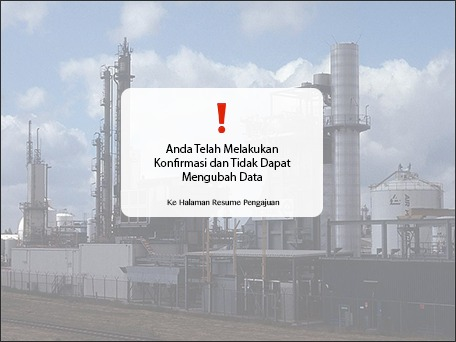 !
Anda Telah Melakukan
Konfirmasi dan Tidak Dapat
Mengubah Data
Ke Halaman Resume Pengajuan